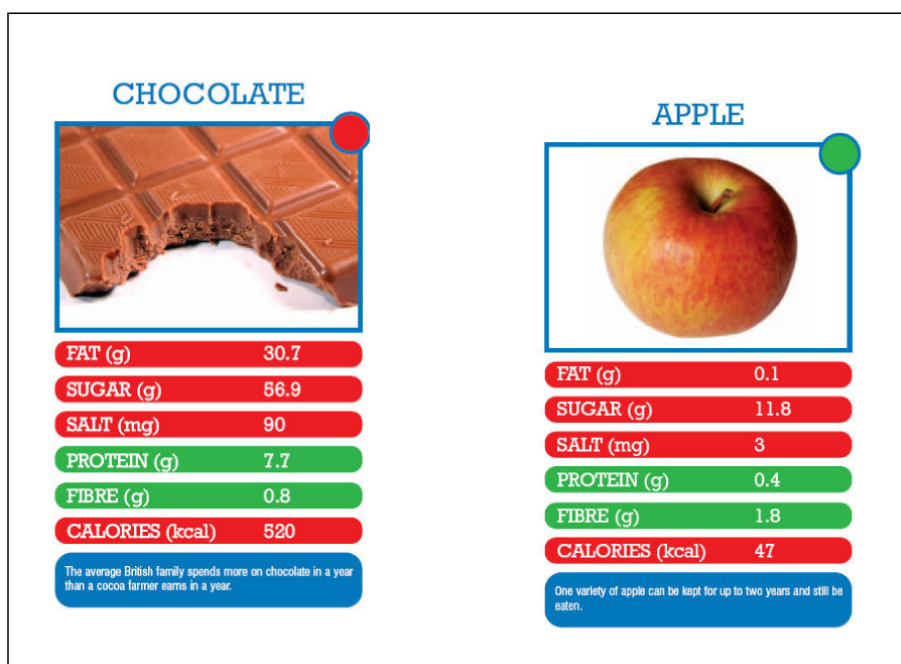 CHOCOLATE
FAT (g) 30.7
SUGAR (g) 56.9
SALT (mg) 90
PROTEIN (g) 7.7
FIBRE (g) 0.8
CALORIES (kcal) 520
The average British family spends more on chocolate in a year
than a cocoa farmer earns in a year.
APPLE
FAT (g) 0.1
SUGAR (g) 11.8
SALT (mg) 3
PROTEIN (g) 0.4
FIBRE (g) 1.8
CALORIES (kcal) 47
One variety of apple can be kept for up to two years and still be
eaten.